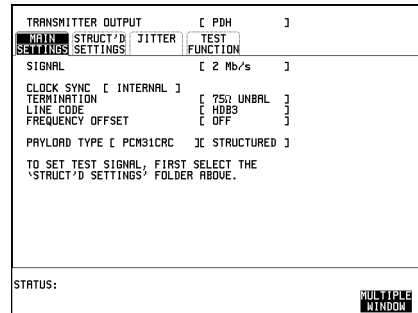 TRANSMITTER OUTPUT [ PDH ]
MAIN SETTINGS STRUCT'D SETTINGS JITTER TEST FUNCTION
SIGNAL [ 2 Mb/s ]
CLOCK SYNC [ INTERNAL ]
TERMINATION [ 75Ω UNBAL ]
LINE CODE [ HDB3 ]
FREQUENCY OFFSET [ OFF ]
PAYLOAD TYPE [ PCM31CRC ][ STRUCTURED ]
TO SET TEST SIGNAL, FIRST SELECT THE
'STRUCT'D SETTINGS' FOLDER ABOVE.
STATUS:
MULTIPLE
WINDOW